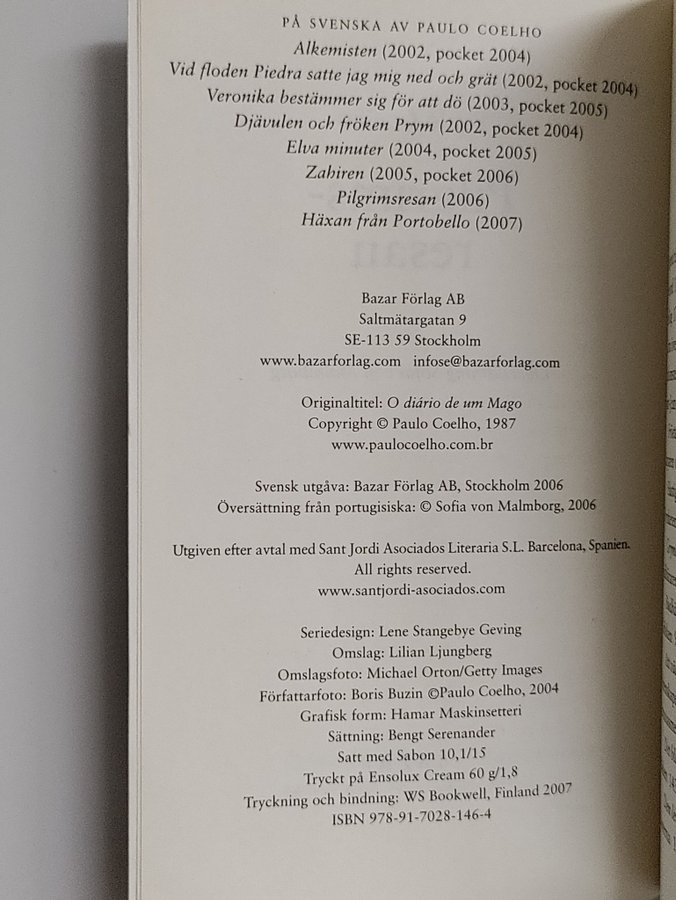 PÅ SVENSKA AV PAULO COELHO
Alkemisten (2002, pocket 2004)
Vid floden Piedra satte jag mig ned och grät (2002, pocket 2004)
Veronika bestämmer sig för att dö (2003, pocket 2005)
Djävulen och fröken Prym (2002, pocket 2004)
Elva minuter (2004, pocket 2005)
Zahiren (2005, pocket 2006)
Pilgrimsresan (2006)
Häxan från Portobello (2007)
Bazar Förlag AB
Saltmätargatan 9
SE-113 59 Stockholm
www.bazarforlag.com infose@bazarforlag.com
Originaltitel: O diário de um Mago
Copyright © Paulo Coelho, 1987
www.paulocoelho.com.br
Svensk utgåva: Bazar Förlag AB, Stockholm 2006
Översättning från portugisiska: © Sofia von Malmborg, 2006
Utgiven efter avtal med Sant Jordi Asociados Literaria S.L. Barcelona, Spanien.
All rights reserved.
www.santjordi-asociados.com
Seriedesign: Lene Stangebye Geving
Omslag: Lilian Ljungberg
Omslagsfoto: Michael Orton/Getty Images
Författarfoto: Boris Buzin ©Paulo Coelho, 2004
Grafisk form: Hamar Maskinsetteri
Sättning: Bengt Serenander
Satt med Sabon 10,1/15
Tryckt på Ensolux Cream 60 g/1,8
Tryckning och bindning: WS Bookwell, Finland 2007
ISBN 978-91-7028-146-4